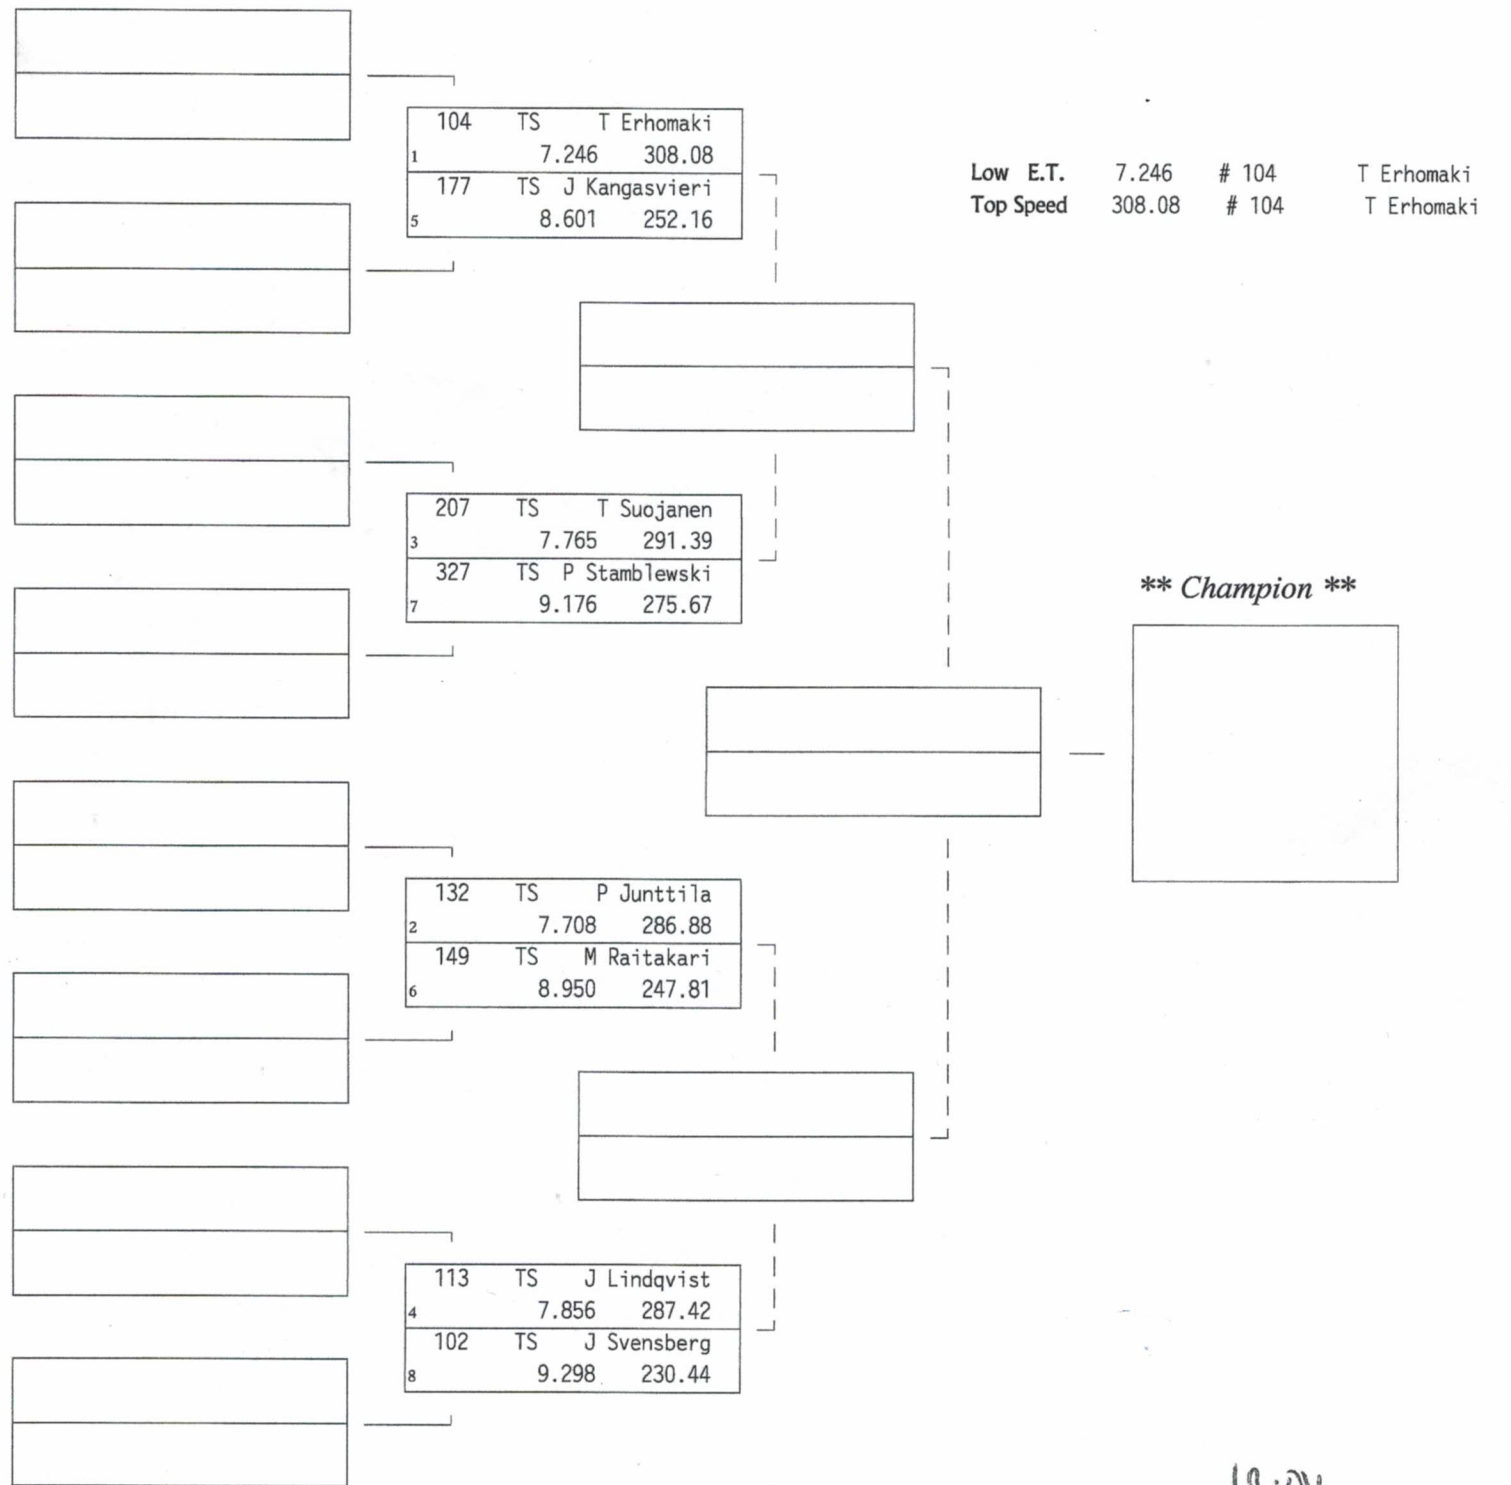 104 TS T Erhomaki
1 7.246 308.08
177 TS J Kangasvieri
5 8.601 252.16
Low E.T. 7.246 # 104 T Erhomaki
Top Speed 308.08 # 104 T Erhomaki
207 TS T Suojanen
3 7.765 291.39
327 TS P Stamblewski
7 9.176 275.67
** Champion **
132 TS P Junttila
2 7.708 286.88
149 TS M Raitakari
6 8.950 247.81
113 TS J Lindqvist
4 7.856 287.42
102 TS J Svensberg
8 9.298 230.44